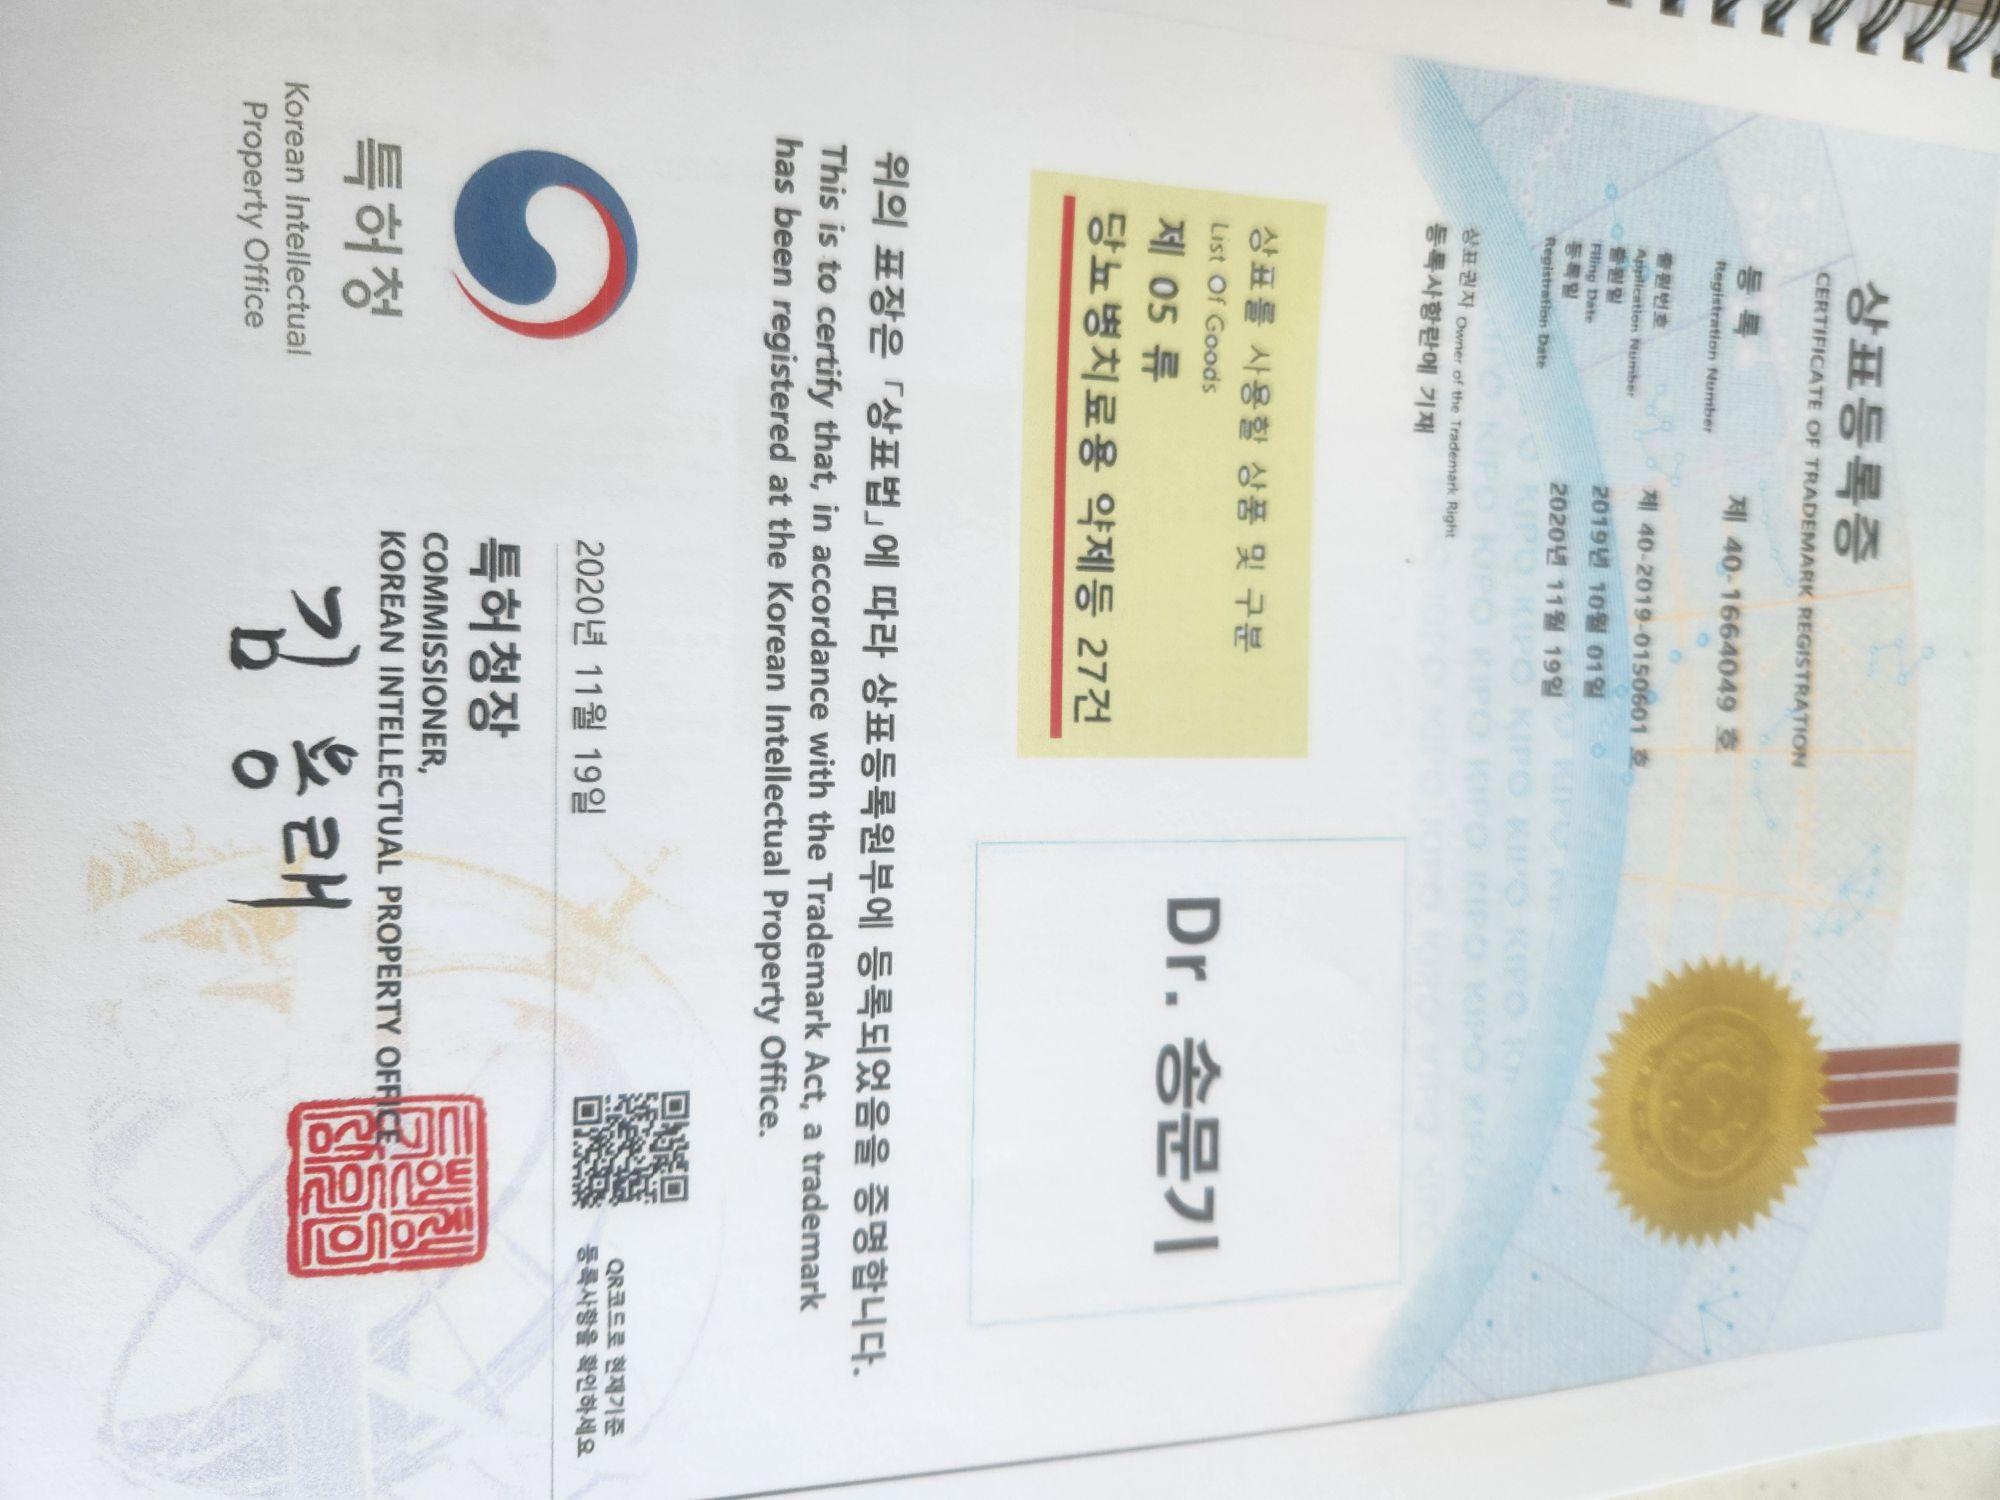 상표등록증
CERTIFICATE OF TRADEMARK REGISTRATION
등 록 제 40-1664049 호
Registration Number
출원번호 제 40-2019-0150601 호
Application Number
출원일 2019년 10월 01일
Filing Date
등록일 2020년 11월 19일
Registration Date
상표권자 Owner of the Trademark Right
등록사항란에 기재
상표를 사용할 상품 및 구분
List Of Goods
제 05 류
당뇨병치료용 약제등 27건
Dr. 송문기
위의 표장은 「상표법」에 따라 상표등록원부에 등록되었음을 증명합니다.
This is to certify that, in accordance with the Trademark Act, a trademark
has been registered at the Korean Intellectual Property Office.
특허청
Korean Intellectual
Property Office
2020년 11월 19일
QR코드로 현재기준
등록사항을 확인하세요
특허청장
COMMISSIONER,
KOREAN INTELLECTUAL PROPERTY OFFICE
김용래